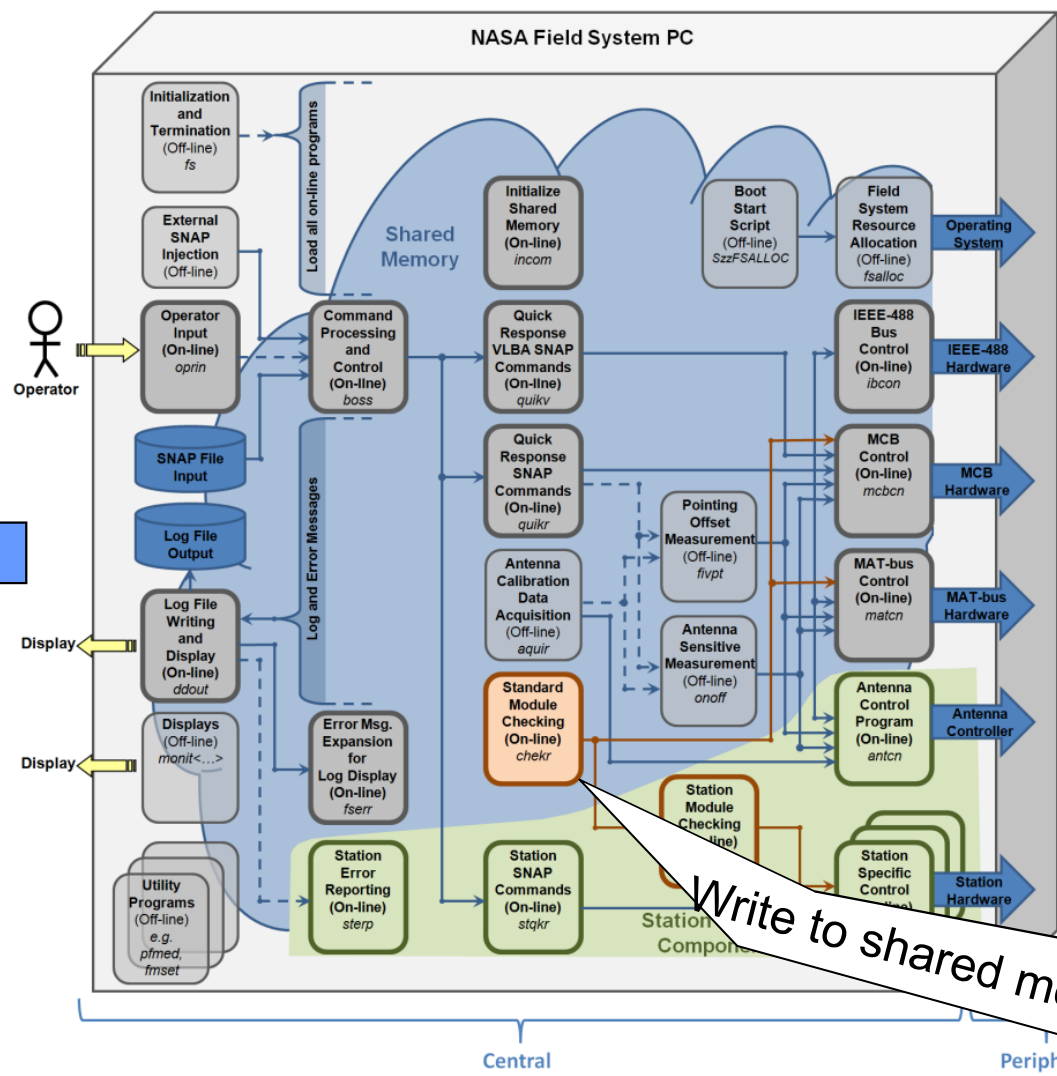 NASA Field System PC
Initialization
and
Termination
(Off-line)
fs
Load all on-line programs
External
SNAP
Injection
(Off-line)
Shared
Memory
Initialize
Shared
Memory
(On-line)
incom
Boot
Start
Script
(Off-line)
SzzFSALLOC
Field
System
Resource
Allocation
(Off-line)
fsalloc
Operating
System
Operator
Operator
Input
(On-line)
oprin
Command
Processing
and
Control
(On-line)
boss
Quick
Response
VLBA SNAP
Commands
(On-line)
quikv
IEEE-488
Bus
Control
(On-line)
ibcon
IEEE-488
Hardware
SNAP File
Input
Log File
Output
Log and Error Messages
Quick
Response
SNAP
Commands
(On-line)
quikr
Pointing
Offset
Measurement
(Off-line)
fivpt
MCB
Control
(On-line)
mcbcn
MCB
Hardware
Antenna
Calibration
Data
Acquisition
(Off-line)
aquir
Antenna
Sensitive
Measurement
(Off-line)
onoff
MAT-bus
Control
(On-line)
matcn
MAT-bus
Hardware
Display
Log File
Writing
and
Display
(On-line)
ddout
Standard
Module
Checking
(On-line)
chekr
Antenna
Control
Program
(On-line)
antcn
Antenna
Controller
Display
Displays
(Off-line)
monit<...>
Error Msg.
Expansion
for
Log Display
(On-line)
fserr
Station
Module
Checking
Utility
Programs
(Off-line)
e.g.
pfmed,
fmset
Station
Error
Reporting
(On-line)
sterp
Station
SNAP
Commands
(On-line)
stqkr
Station
Specific
Control
Station
Hardware
Station
Write to shared
Central